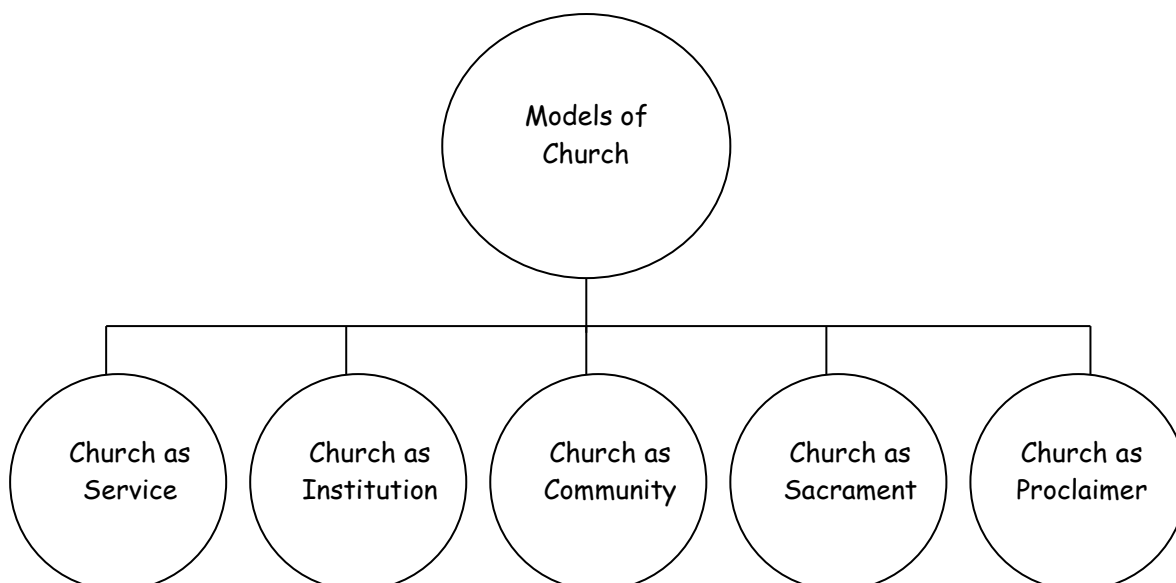 Models of
Church
Church as
Service
Church as
Institution
Church as
Community
Church as
Sacrament
Church as
Proclaimer